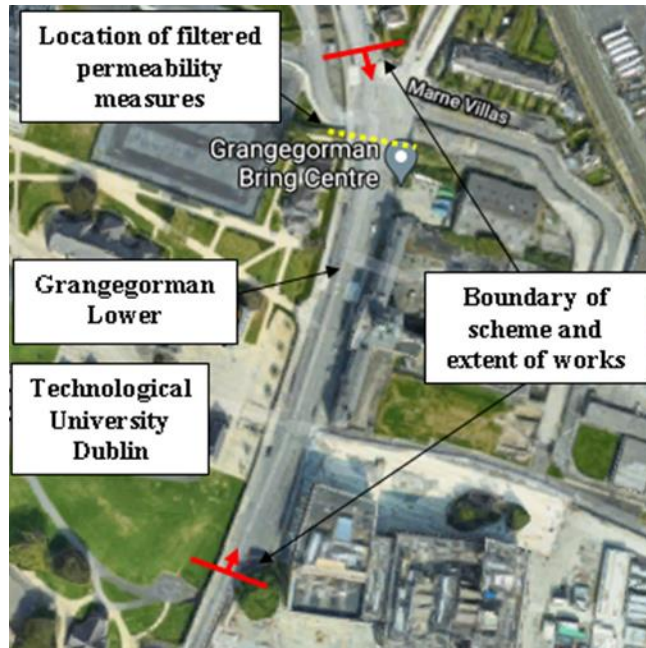 Location of filtered
permeability
measures
Marne Villas
Grangegorman
Bring Centre
Grangegorman
Lower
Boundary of
scheme and
extent of works
Technological
University
Dublin